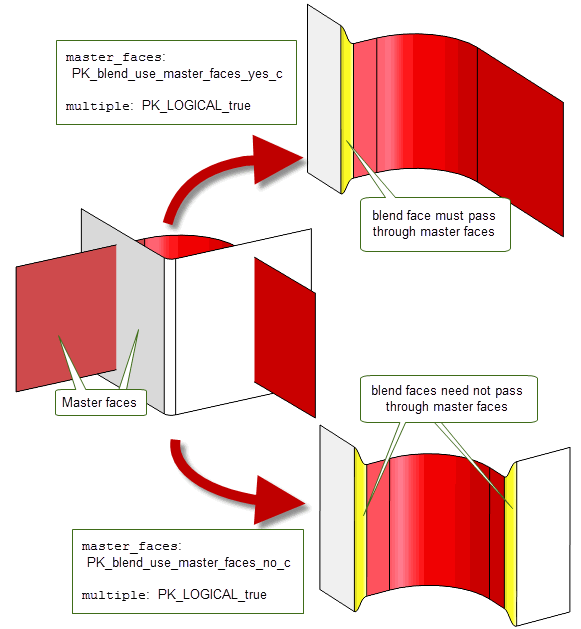 master_faces:
PK_blend_use_master_faces_yes_c
multiple: PK_LOGICAL_true
blend face must pass
through master faces
Master faces
blend faces need not pass
through master faces
master_faces:
PK_blend_use_master_faces_no_c
multiple: PK_LOGICAL_true